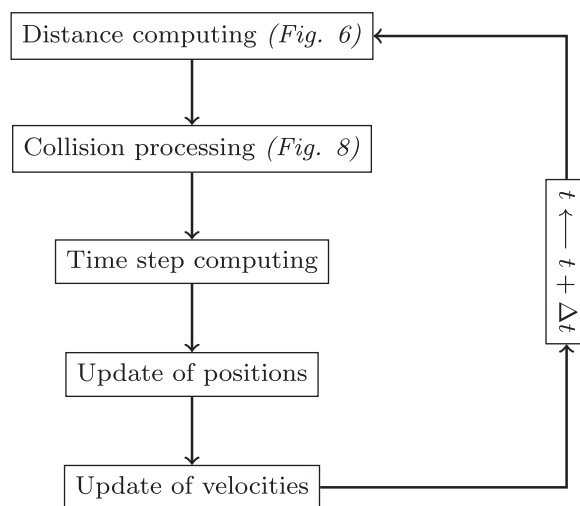 Distance computing (Fig. 6)
Collision processing (Fig. 8)
Time step computing
Update of positions
Update of velocities
t ⟵ t + Δt